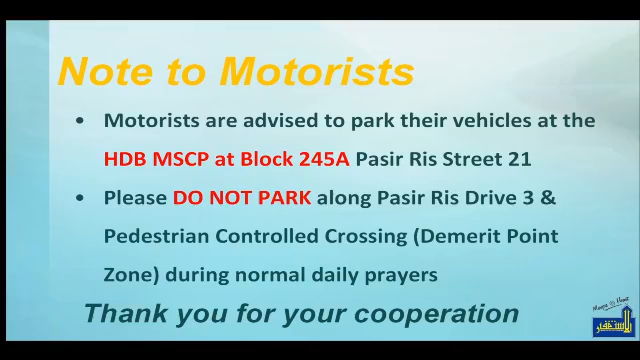 Note to Motorists
• Motorists are advised to park their vehicles at the
HDB MSCP at Block 245A Pasir Ris Street 21
• Please DO NOT PARK along Pasir Ris Drive 3 &
Pedestrian Controlled Crossing (Demerit Point
Zone) during normal daily prayers
Thank you for your cooperation
الاستغفار